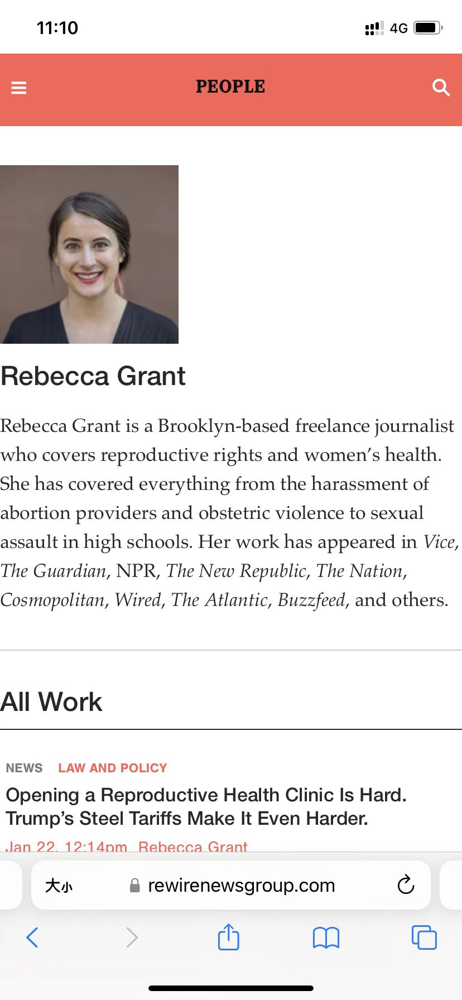 11:10
4G
PEOPLE
Rebecca Grant
Rebecca Grant is a Brooklyn-based freelance journalist
who covers reproductive rights and women’s health.
She has covered everything from the harassment of
abortion providers and obstetric violence to sexual
assault in high schools. Her work has appeared in Vice,
The Guardian, NPR, The New Republic, The Nation,
Cosmopolitan, Wired, The Atlantic, Buzzfeed, and others.
All Work
NEWS LAW AND POLICY
Opening a Reproductive Health Clinic Is Hard.
Trump’s Steel Tariffs Make It Even Harder.
Jan 22, 12:14pm Rebecca Grant
大小 rewirenewsgroup.com